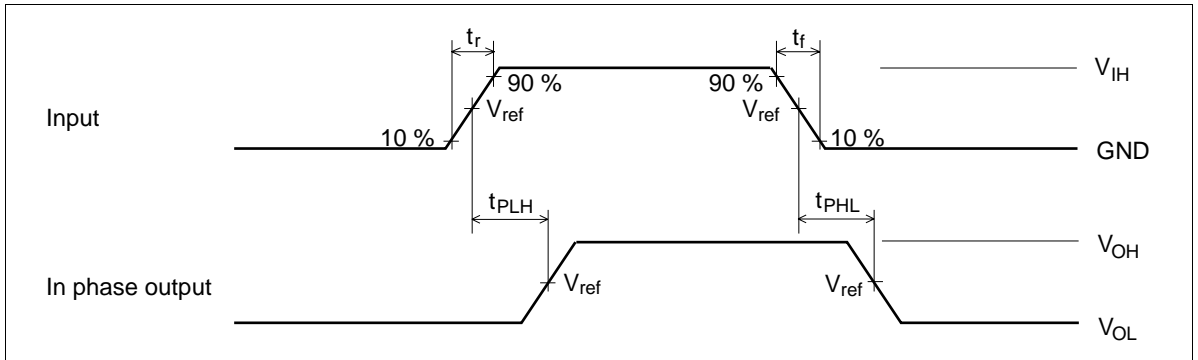 tr
tf
90 %
90 %
VIH
Input
Vref
Vref
10 %
10 %
GND
tPLH
tPHL
VOH
In phase output
Vref
Vref
VOL